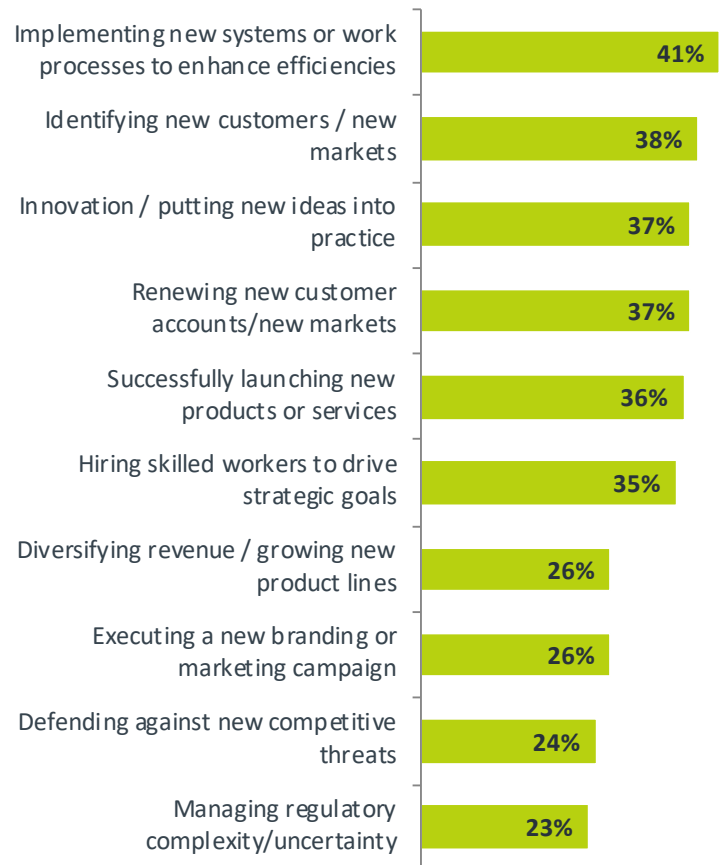 Implementing new systems or work
processes to enhance efficiencies
41%
Identifying new customers / new
markets
38%
Innovation / putting new ideas into
practice
37%
Renewing new customer
accounts/new markets
37%
Successfully launching new
products or services
36%
Hiring skilled workers to drive
strategic goals
35%
Diversifying revenue / growing new
product lines
26%
Executing a new branding or
marketing campaign
26%
Defending against new competitive
threats
24%
Managing regulatory
complexity/uncertainty
23%